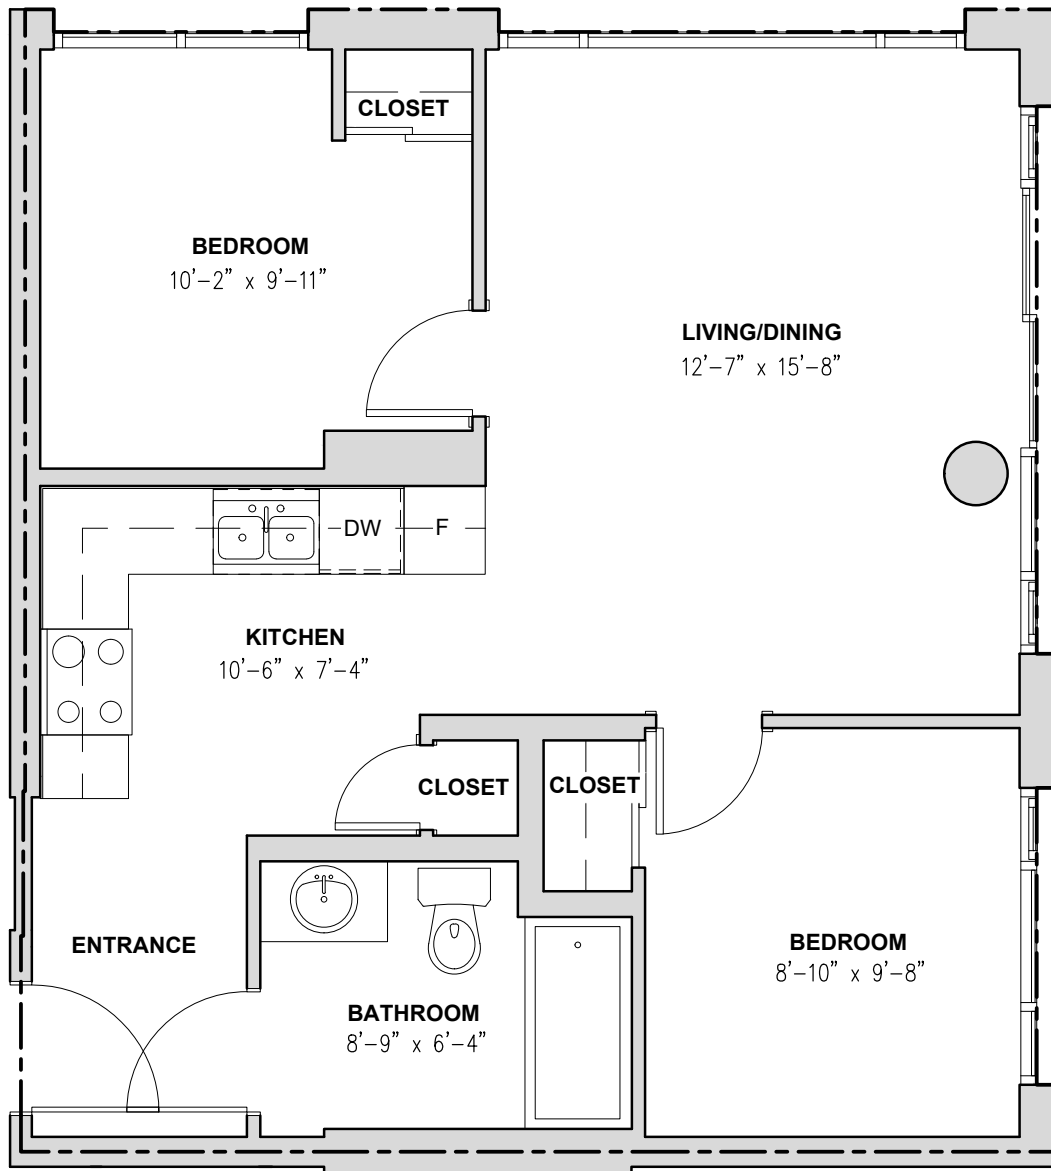 CLOSET
BEDROOM
10'-2" x 9'-11"
LIVING/DINING
12'-7" x 15'-8"
DW
F
KITCHEN
10'-6" x 7'-4"
CLOSET
CLOSET
ENTRANCE
BEDROOM
8'-10" x 9'-8"
BATHROOM
8'-9" x 6'-4"